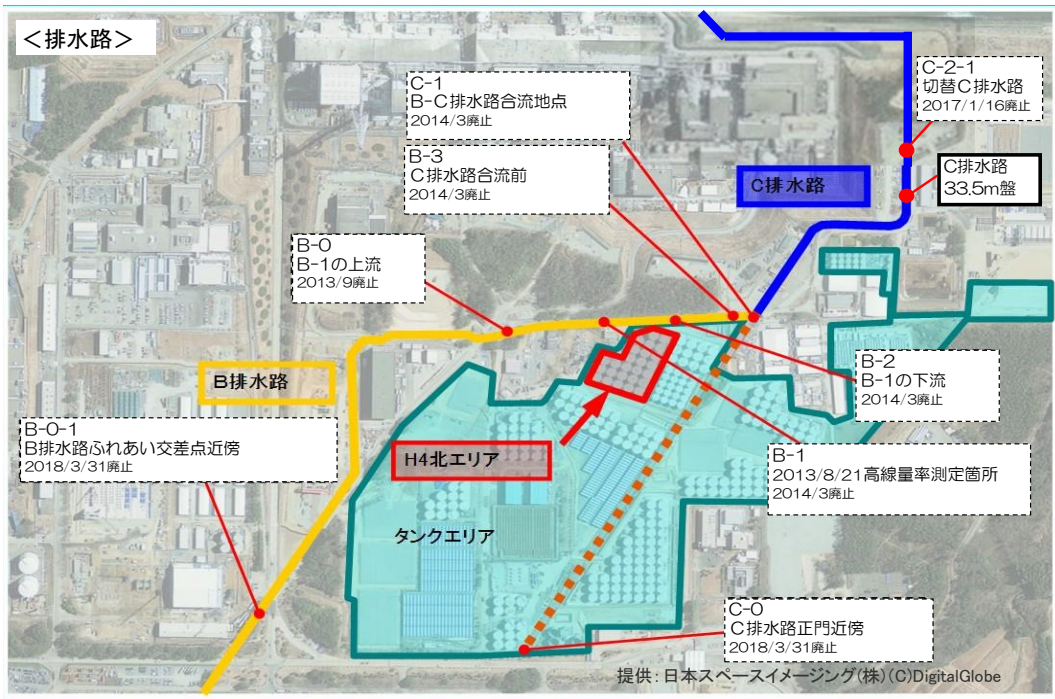 ＜排水路＞
C-2-1
切替C排水路
2017/1/16廃止
C-1
B-C排水路合流地点
2014/3廃止
B-3
C排水路合流前
2014/3廃止
C排水路
C排水路
33.5m盤
B-0
B-1の上流
2013/9廃止
B排水路
B-2
B-1の下流
2014/3廃止
B-0-1
B排水路ふれあい交差点近傍
2018/3/31廃止
H4北エリア
B-1
2013/8/21高線量率測定箇所
2014/3廃止
タンクエリア
C-0
C排水路正門近傍
2018/3/31廃止
提供：日本スペースイメージング(株)(C)DigitalGlobe